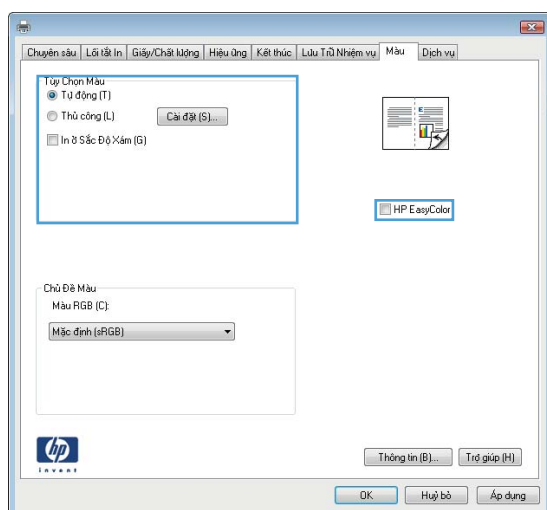 Chuyên sâu Lối tắt In Giấy/Chất lượng Hiệu ứng Kết thúc Lưu Trữ Nhiệm vụ Màu Dịch vụ
Tùy Chọn Màu
Tự động (T)
Thủ công (L) Cài đặt (S)...
In ở Sắc Độ Xám (G)
HP EasyColor
Chủ Đề Màu
Màu RGB (C):
Mặc định (sRGB)
hp
invent
Thông tin (B)... Trợ giúp (H)
OK Huỷ bỏ Áp dụng